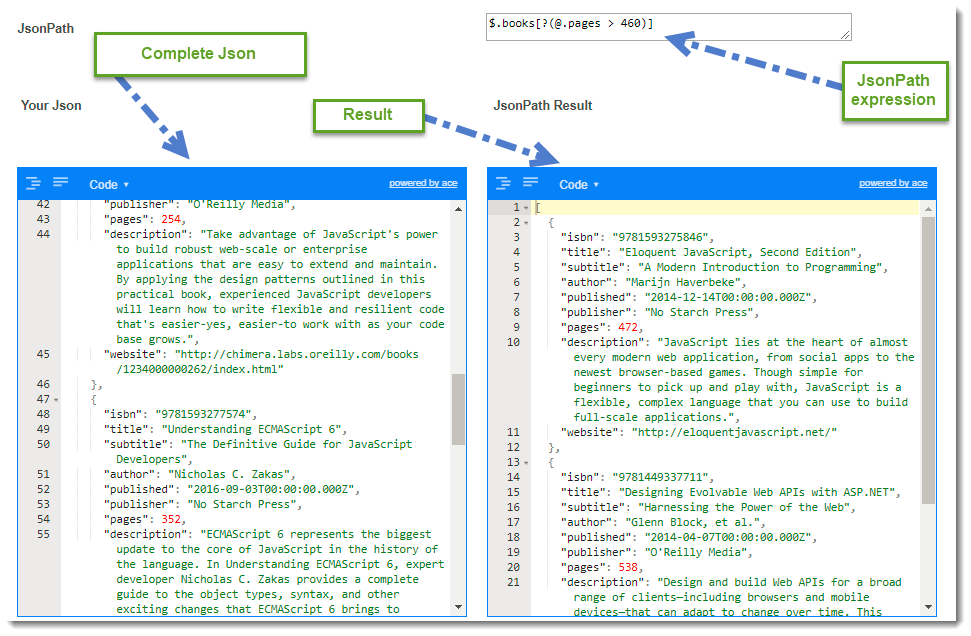 JsonPath
$.books[?(@.pages > 460)]
Complete Json
JsonPath
expression
Your Json
Result
JsonPath Result
Code ▾
powered by ace
42 "publisher": "O'Reilly Media",
43 "pages": 254,
44 "description": "Take advantage of JavaScript's power
to build robust web-scale or enterprise
applications that are easy to extend and maintain.
By applying the design patterns outlined in this
practical book, experienced JavaScript developers
will learn how to write flexible and resilient code
that's easier-yes, easier-to work with as your code
base grows.",
45 "website": "http://chimera.labs.oreilly.com/books
/1234000000262/index.html"
46 },
47 {
48 "isbn": "9781593277574",
49 "title": "Understanding ECMAScript 6",
50 "subtitle": "The Definitive Guide for JavaScript
Developers",
51 "author": "Nicholas C. Zakas",
52 "published": "2016-09-03T00:00:00.000Z",
53 "publisher": "No Starch Press",
54 "pages": 352,
55 "description": "ECMAScript 6 represents the biggest
update to the core of JavaScript in the history of
the language. In Understanding ECMAScript 6, expert
developer Nicholas C. Zakas provides a complete
guide to the object types, syntax, and other
exciting changes that ECMAScript 6 brings to
Code ▾
powered by ace
1 [
2 {
3 "isbn": "9781593275846",
4 "title": "Eloquent JavaScript, Second Edition",
5 "subtitle": "A Modern Introduction to Programming",
6 "author": "Marijn Haverbeke",
7 "published": "2014-12-14T00:00:00.000Z",
8 "publisher": "No Starch Press",
9 "pages": 472,
10 "description": "JavaScript lies at the heart of almost
every modern web application, from social apps to the
newest browser-based games. Though simple for
beginners to pick up and play with, JavaScript is a
flexible, complex language that you can use to build
full-scale applications.",
11 "website": "http://eloquentjavascript.net/"
12 },
13 {
14 "isbn": "9781449337711",
15 "title": "Designing Evolvable Web APIs with ASP.NET",
16 "subtitle": "Harnessing the Power of the Web",
17 "author": "Glenn Block, et al.",
18 "published": "2014-04-07T00:00:00.000Z",
19 "publisher": "O'Reilly Media",
20 "pages": 538,
21 "description": "Design and build Web APIs for a broad
range of clients—including browsers and mobile
devices—that can adapt to change over time. This